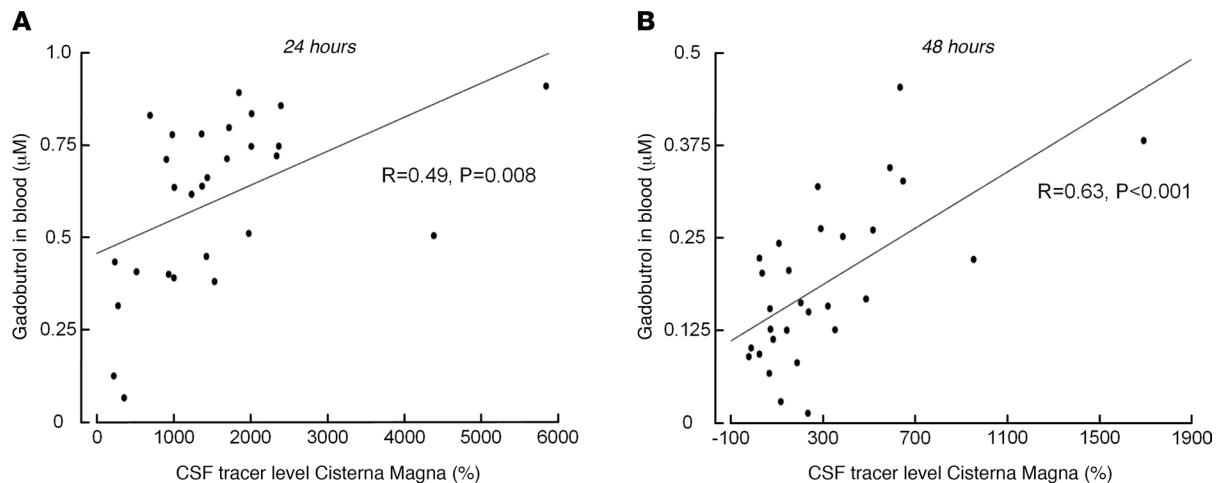 A
24 hours
Gadobutrol in blood (μM)
1.0
0.75
0.5
0.25
0
R=0.49, P=0.008
0 1000 2000 3000 4000 5000 6000
CSF tracer level Cisterna Magna (%)
B
48 hours
Gadobutrol in blood (μM)
0.5
0.375
0.25
0.125
0
R=0.63, P<0.001
-100 300 700 1100 1500 1900
CSF tracer level Cisterna Magna (%)